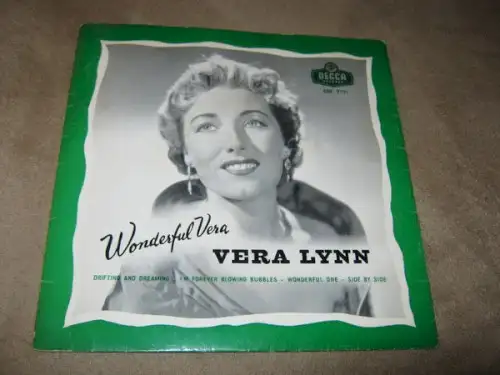 DECCA
Wonderful Vera
VERA LYNN
DRIFTING AND DREAMING - I'M FOREVER BLOWING BUBBLES - WONDERFUL ONE - SIDE BY SIDE